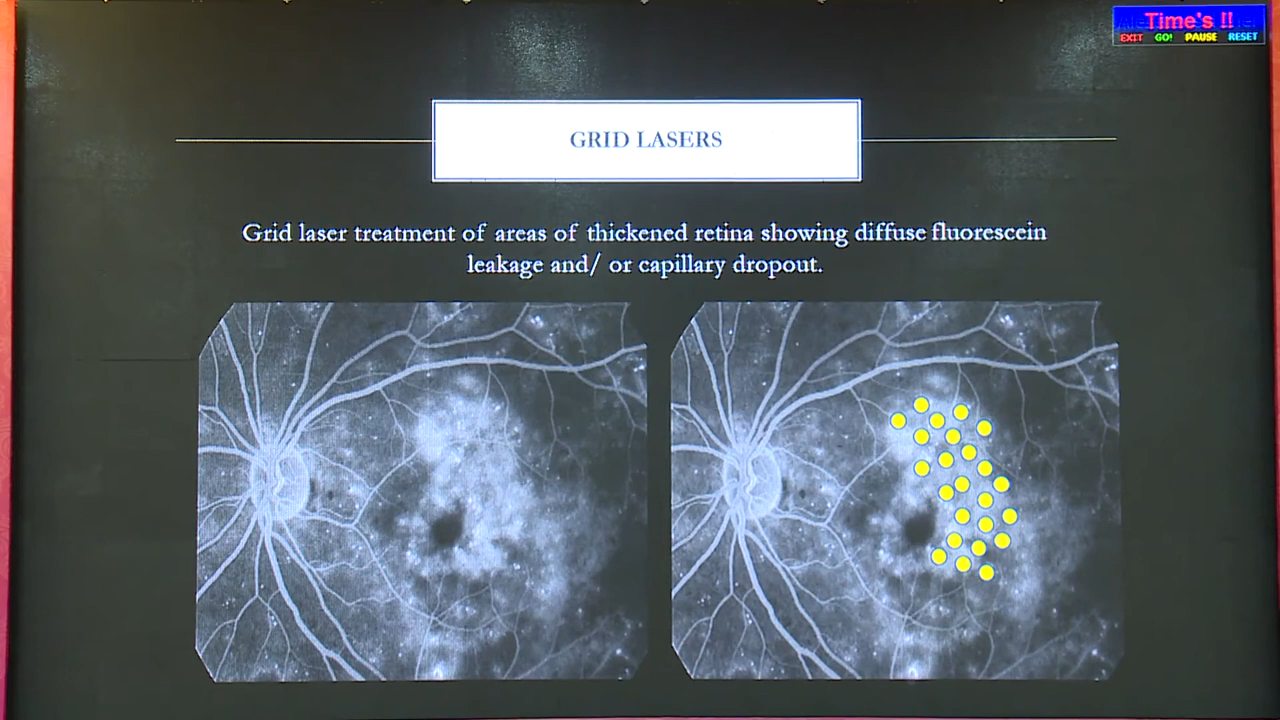 Time's !!
EXIT GO! PAUSE RESET
GRID LASERS
Grid laser treatment of areas of thickened retina showing diffuse fluorescein
leakage and/ or capillary dropout.